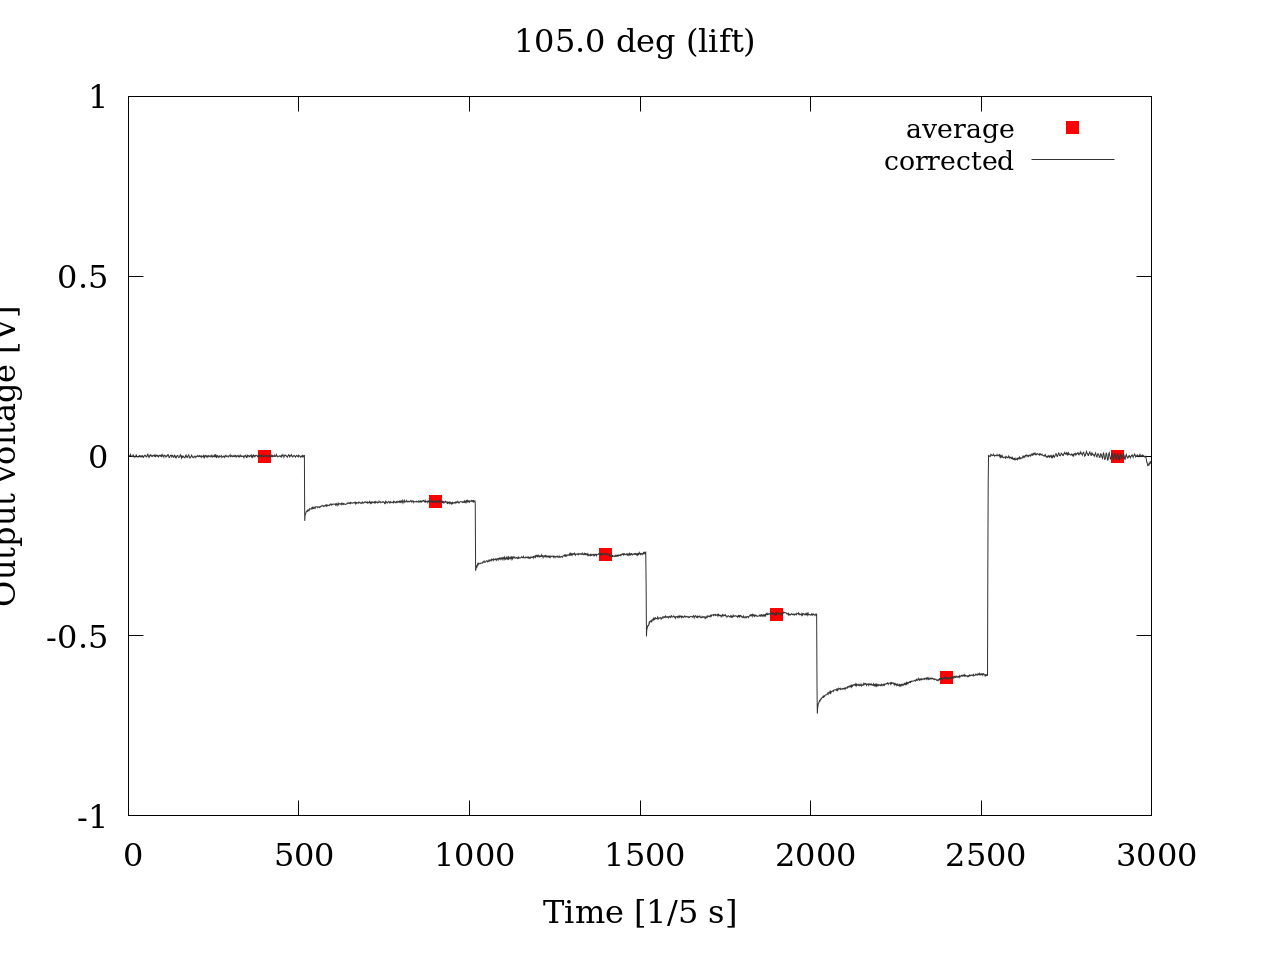 105.0 deg (lift)
average
corrected
Output voltage [V]
1
0.5
0
-0.5
-1
0 500 1000 1500 2000 2500 3000
Time [1/5 s]